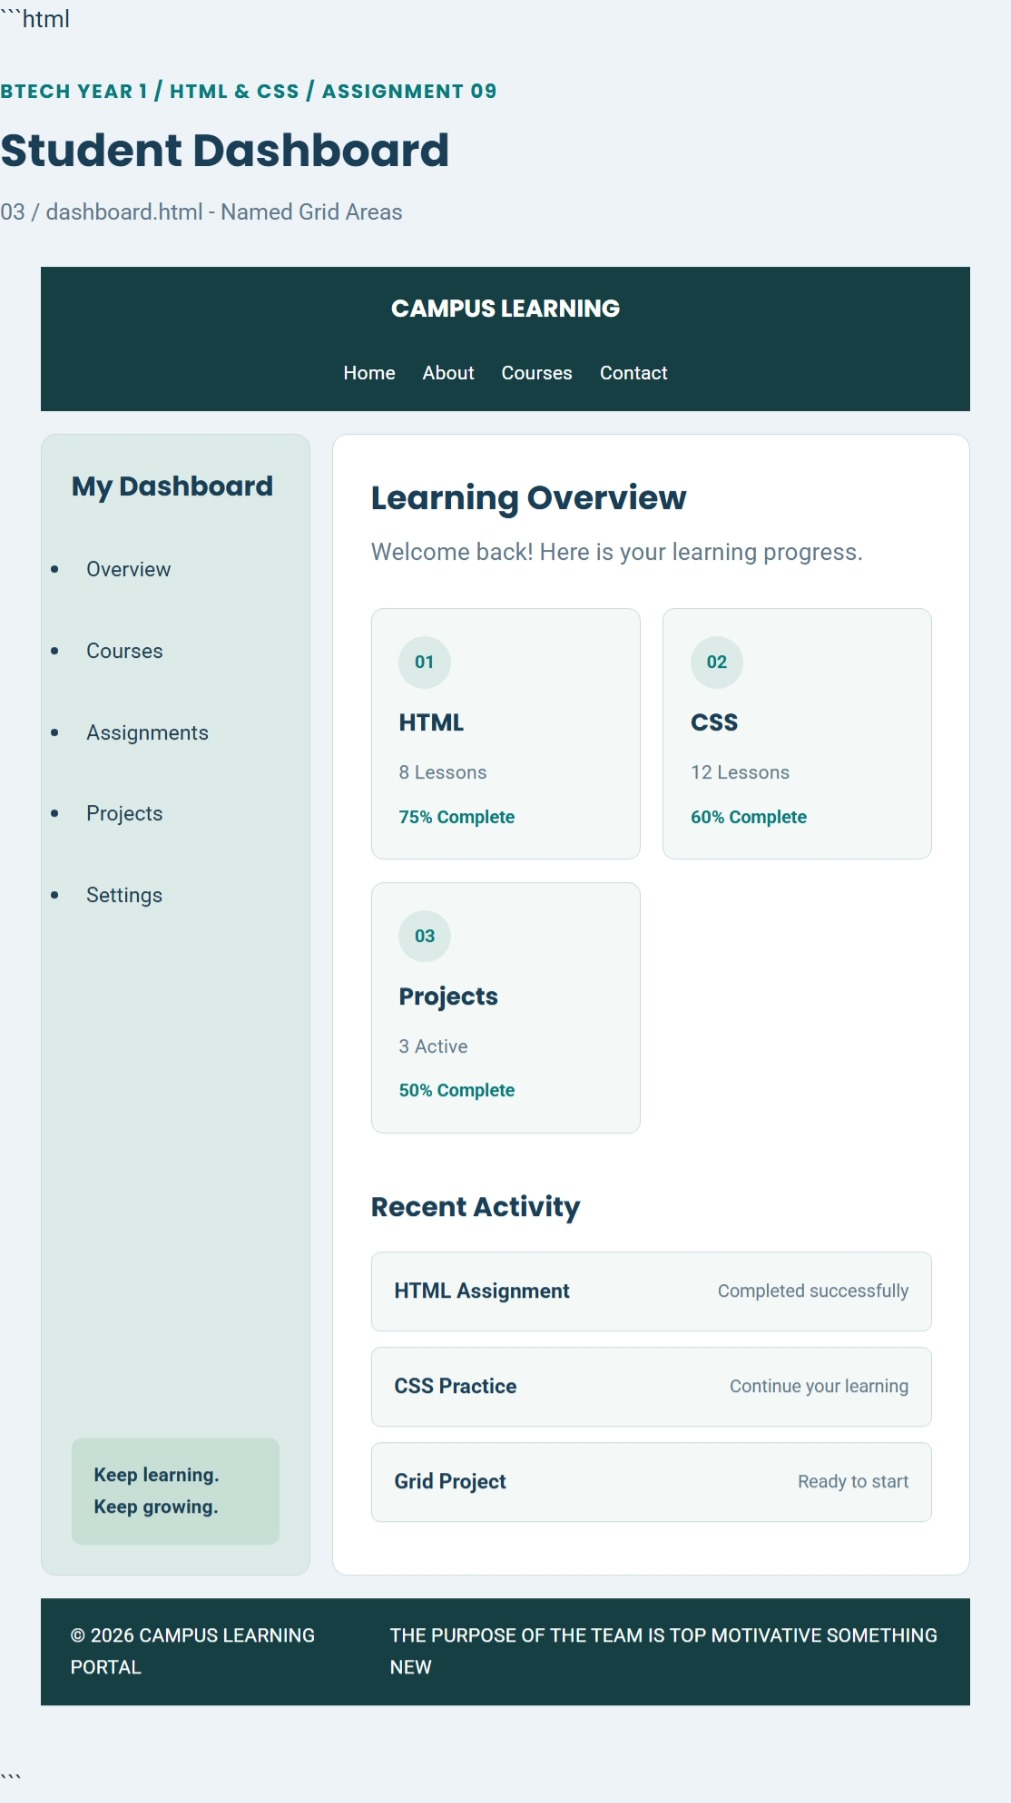 ```html
BTECH YEAR 1 / HTML & CSS / ASSIGNMENT 09
Student Dashboard
03 / dashboard.html - Named Grid Areas
CAMPUS LEARNING
Home About Courses Contact
My Dashboard
• Overview
• Courses
• Assignments
• Projects
• Settings
Keep learning.
Keep growing.
Learning Overview
Welcome back! Here is your learning progress.
01
HTML
8 Lessons
75% Complete
02
CSS
12 Lessons
60% Complete
03
Projects
3 Active
50% Complete
Recent Activity
HTML Assignment Completed successfully
CSS Practice Continue your learning
Grid Project Ready to start
© 2026 CAMPUS LEARNING
PORTAL
THE PURPOSE OF THE TEAM IS TOP MOTIVATIVE SOMETHING
NEW
```